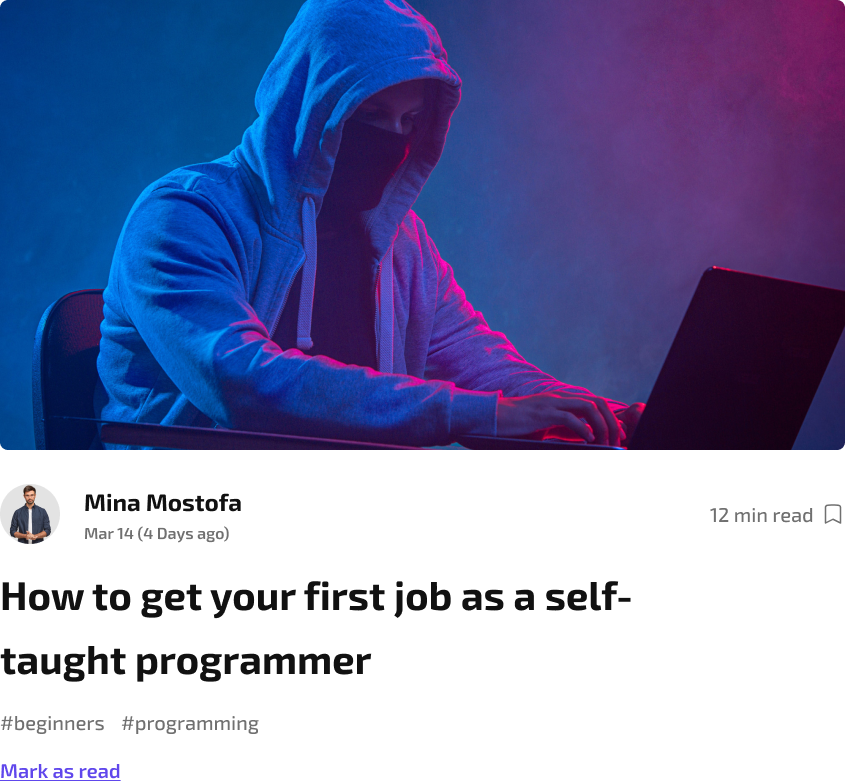 Mina Mostofa
Mar 14 (4 Days ago)
12 min read
How to get your first job as a self-
taught programmer
#beginners #programming
Mark as read